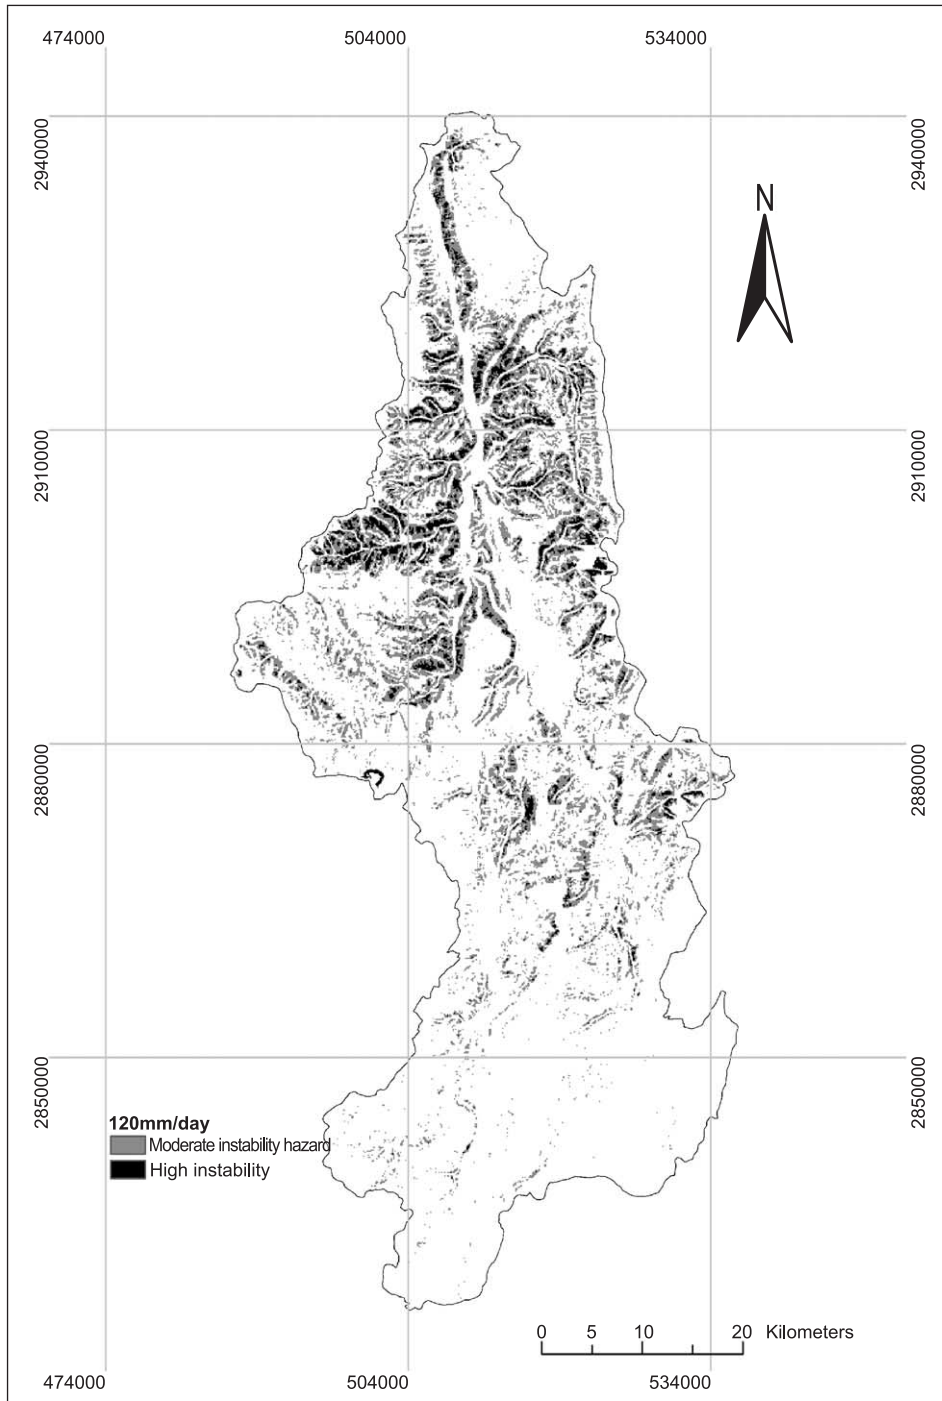 474000 504000 534000
2940000 2940000
N
2910000 2910000
2880000 2880000
2850000 2850000
120mm/day
Moderate instability hazard
High instability
0 5 10 20 Kilometers
474000 504000 534000